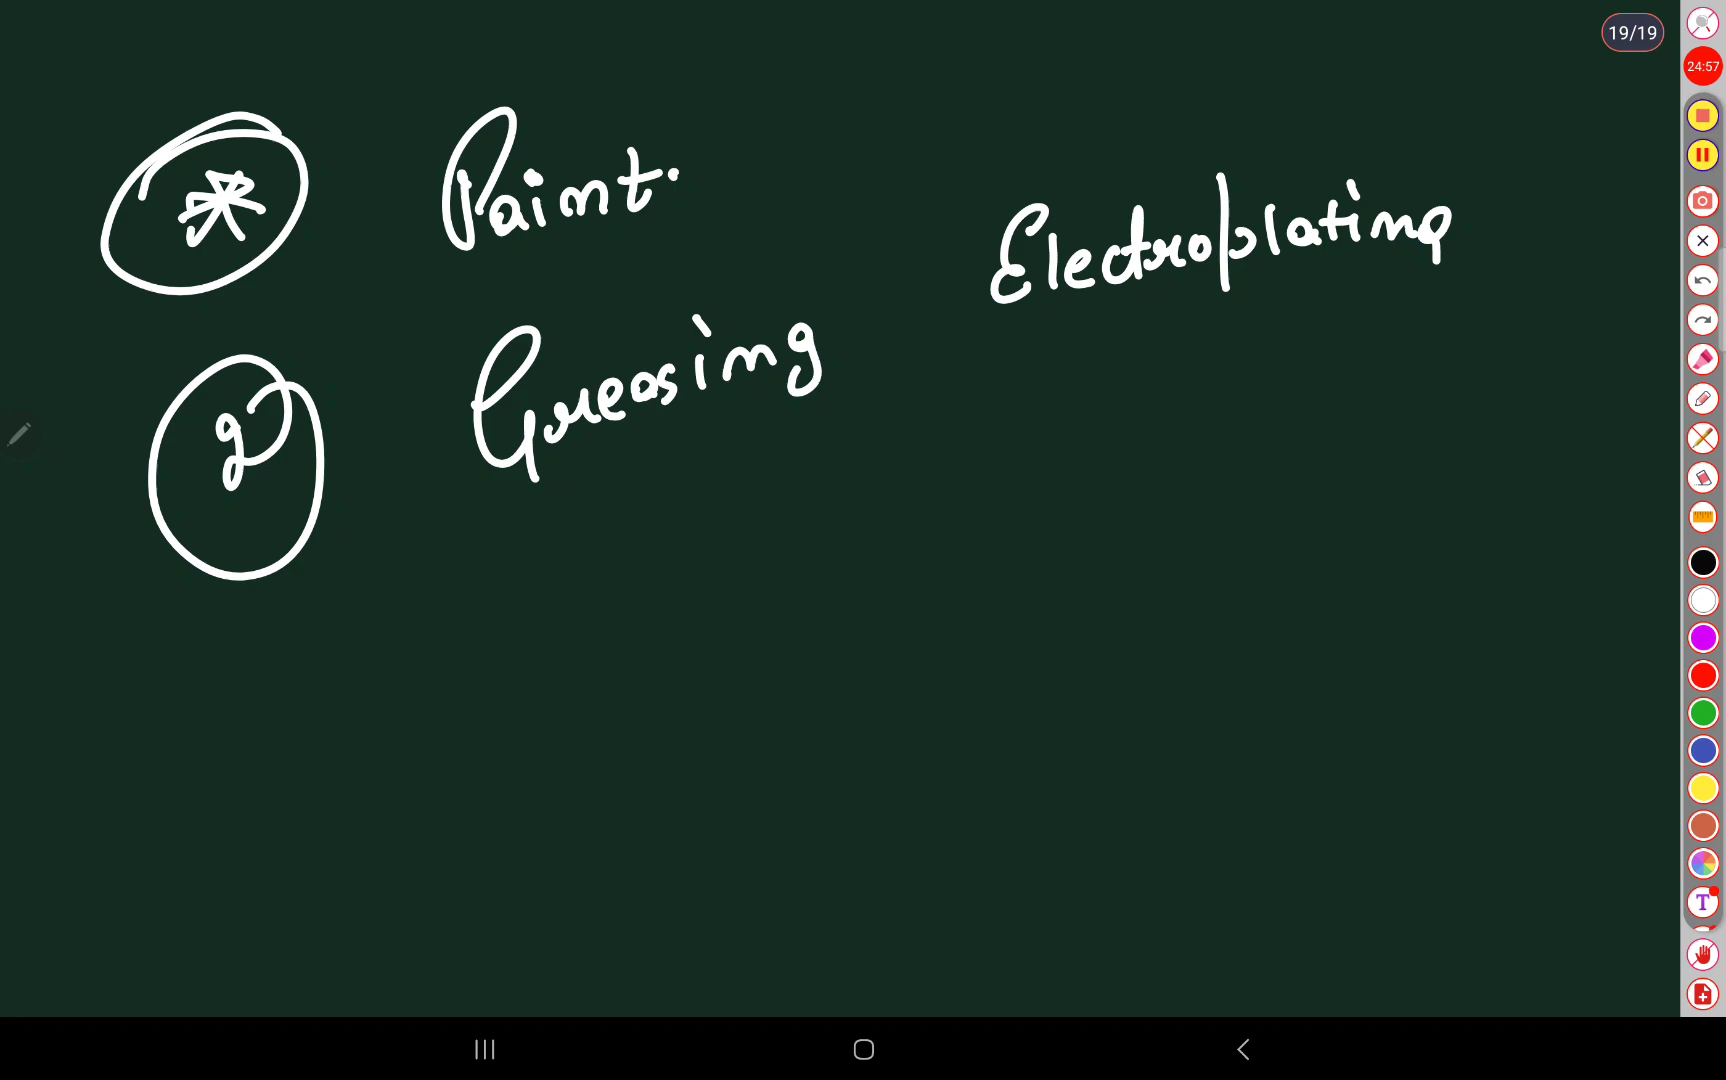 19/19
24:57
* Paint.
Electroplating
Greasing
T